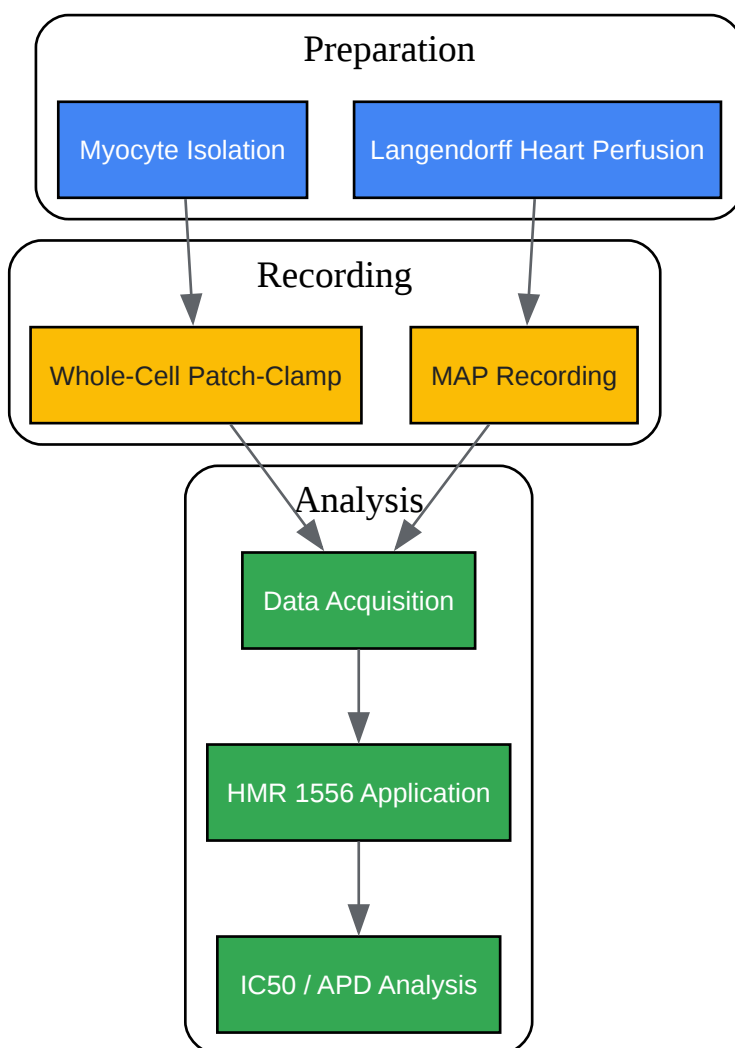 Preparation
Myocyte Isolation
Langendorff Heart Perfusion
Recording
Whole-Cell Patch-Clamp
MAP Recording
Analysis
Data Acquisition
HMR 1556 Application
IC50 / APD Analysis